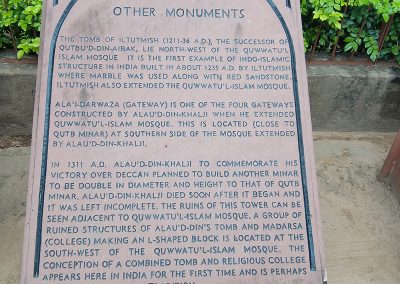 OTHER MONUMENTS
THE TOMB OF ILTUTMISH (1211-36 A.D.), THE SUCCESSOR OF
QUTBU'D-DIN-AIBAK, LIE NORTH-WEST OF THE QUWWATU'L
ISLAM MOSQUE IT IS THE FIRST EXAMPLE OF INDO-ISLAMIC
STRUCTURE IN INDIA BUILT IN ABOUT 1235 A.D. BY ILTUTMISH
WHERE MARBLE WAS USED ALONG WITH RED SANDSTONE.
ILTUTMISH ALSO EXTENDED THE QUWWATU'L-ISLAM MOSQUE.
ALA'I-DARWAZA (GATEWAY) IS ONE OF THE FOUR GATEWAYS
CONSTRUCTED BY ALAU'D-DIN-KHALJI WHEN HE EXTENDED
QUWWATU'L-ISLAM MOSQUE. THIS IS LOCATED (CLOSE TO
QUTB MINAR) AT SOUTHERN SIDE OF THE MOSQUE EXTENDED
BY ALAU'D-DIN-KHALJI.
IN 1311 A.D. ALAU'D-DIN-KHALJI TO COMMEMORATE HIS
VICTORY OVER DECCAN PLANNED TO BUILD ANOTHER MINAR
TO BE DOUBLE IN DIAMETER AND HEIGHT TO THAT OF QUTB
MINAR, ALAU'D-DIN-KHALJI DIED SOON AFTER IT BEGAN AND
IT WAS LEFT INCOMPLETE. THE RUINS OF THIS TOWER CAN BE
SEEN ADJACENT TO QUWWATU'L-ISLAM MOSQUE. A GROUP OF
RUINED STRUCTURES OF ALAU'D-DIN'S TOMB AND MADARSA
(COLLEGE) MAKING AN L-SHAPED BLOCK IS LOCATED AT THE
SOUTH-WEST OF THE QUWWATU'L-ISLAM MOSQUE. THE
CONCEPTION OF A COMBINED TOMB AND RELIGIOUS COLLEGE
APPEARS HERE IN INDIA FOR THE FIRST TIME AND IS PERHAPS